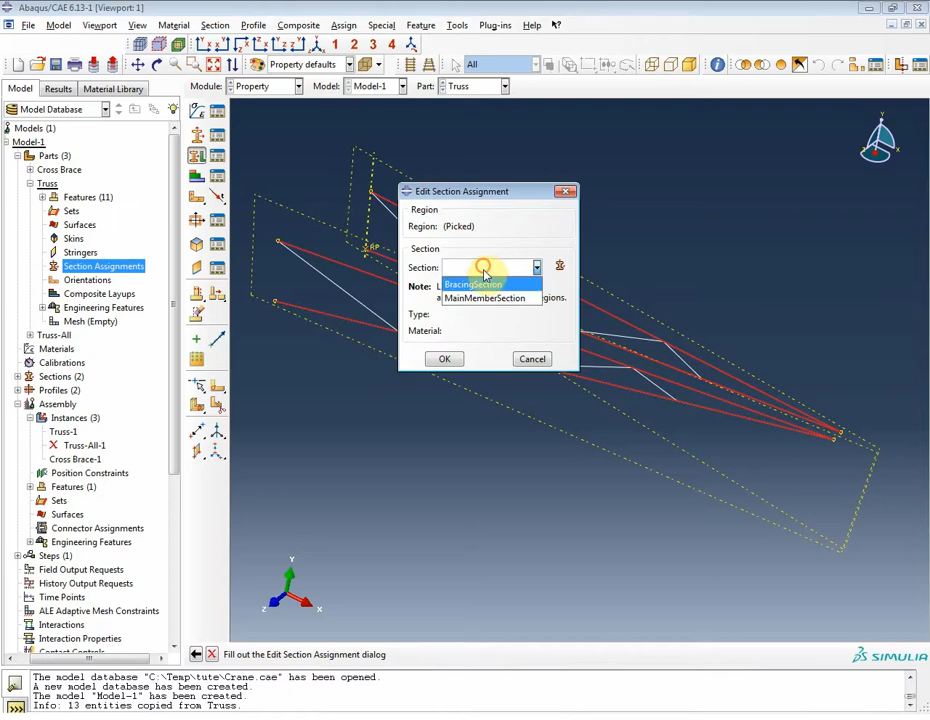 Abaqus/CAE 6.13-1 [Viewport: 1]
File Model Viewport View Material Section Profile Composite Assign Special Feature Tools Plug-ins Help
1 2 3 4
Property defaults
All
Model Results Material Library
Module: Property Model: Model-1 Part: Truss
Model Database
Models (1)
Model-1
Parts (3)
Cross Brace
Truss
Features (11)
Sets
Surfaces
Skins
Stringers
Section Assignments
Orientations
Composite Layups
Engineering Features
Mesh (Empty)
Truss-All
Materials
Calibrations
Sections (2)
Profiles (2)
Assembly
Instances (3)
Truss-1
Truss-All-1
Cross Brace-1
Position Constraints
Features (1)
Sets
Surfaces
Connector Assignments
Engineering Features
Steps (1)
Field Output Requests
History Output Requests
Time Points
ALE Adaptive Mesh Constraints
Interactions
Interaction Properties
Edit Section Assignment
Region
Region: (Picked)
Section
Section:
BracingSection
MainMemberSection
Note: L
a gions.
Type:
Material:
OK Cancel
RP
Y
Z X
Y
Z X
Fill out the Edit Section Assignment dialog
SIMULIA
The model database "C:\Temp\tute\Crane.cae" has been opened.
A new model database has been created.
The model "Model-1" has been created.
Info: 13 entities copied from Truss.
>>>